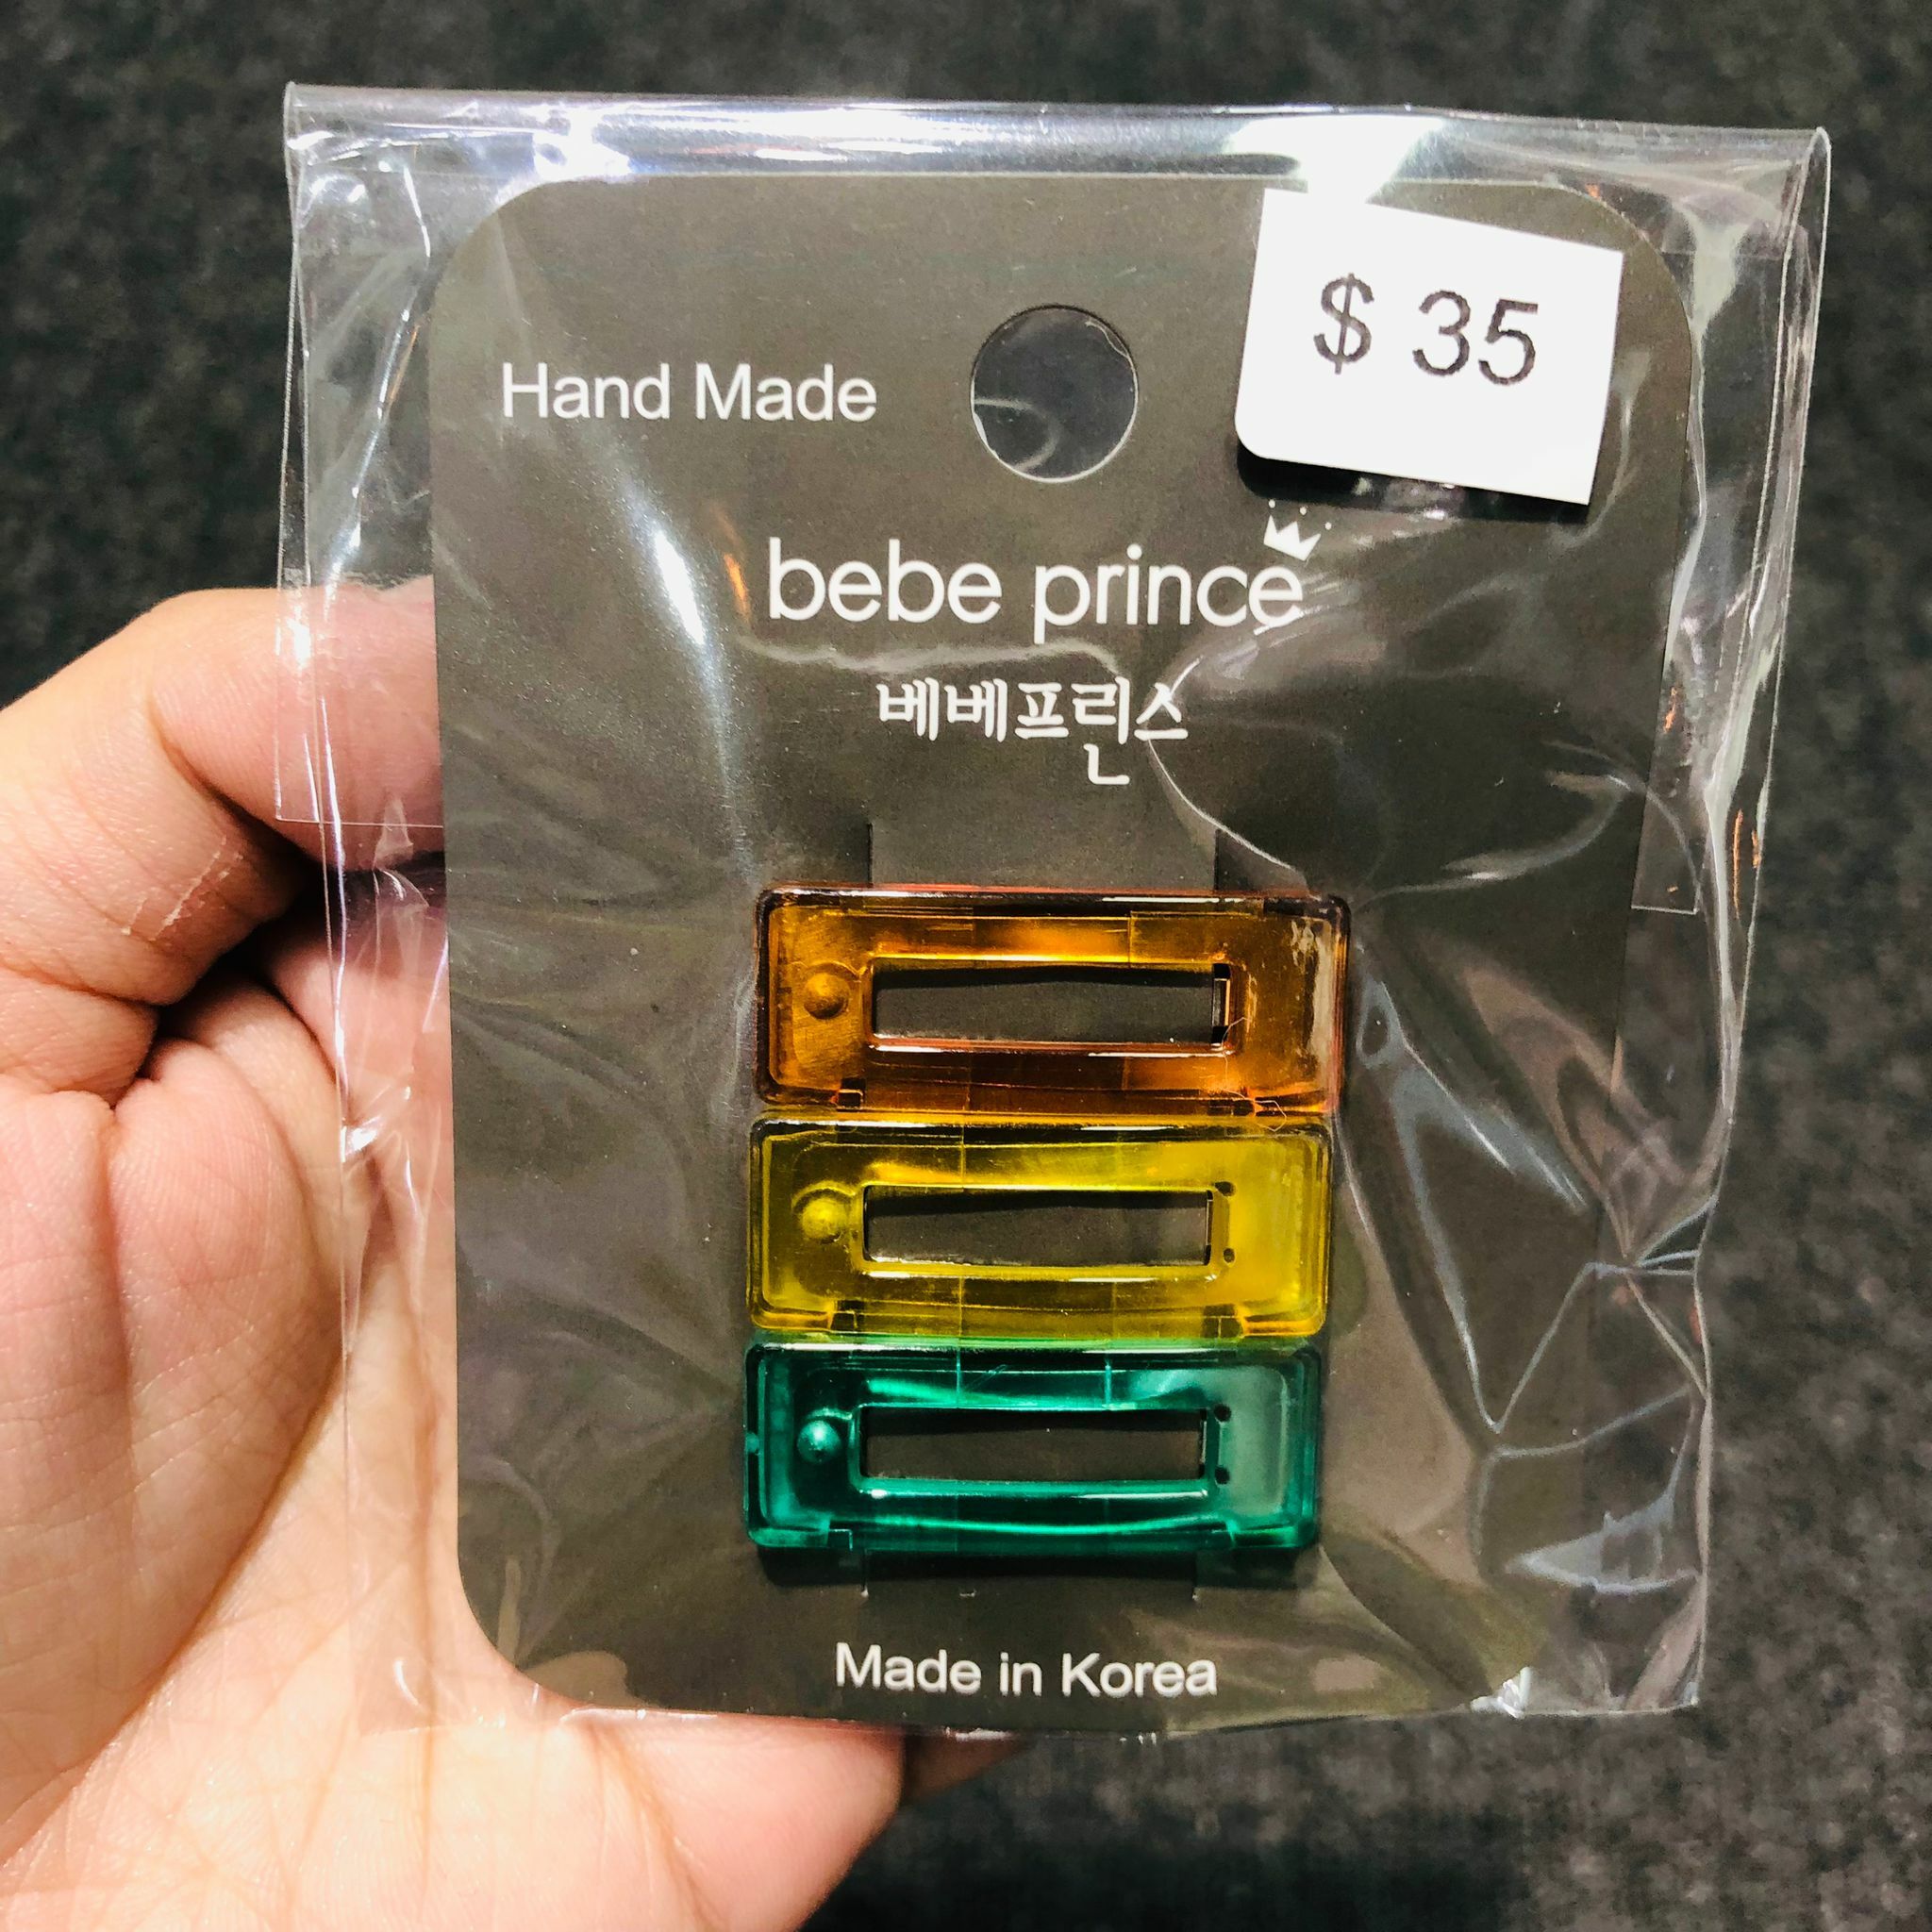 $ 35
Hand Made
bebe prince
베베프린스
Made in Korea